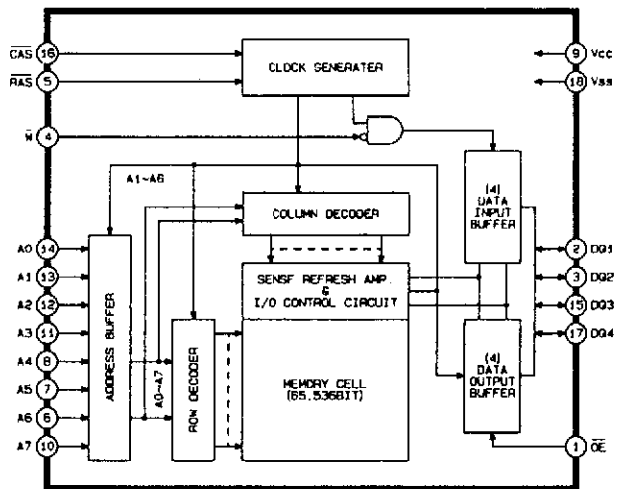 CAS 16
RAS 5
W 4
CLOCK GENERATER
9 Vcc
18 Vss
A1~A6
COLUMN DECODER
(4)
DATA
INPUT
BUFFER
A0 14
A1 13
A2 12
A3 11
A4 8
A5 7
A6 6
A7 10
ADDRESS BUFFER
A0~A7
ROW DECODER
SENSF REFRESH AMP.
&
I/O CONTROL CIRCUIT
MEMORY CELL
(65.536BIT)
(4)
DATA
OUTPUT
BUFFER
2 DQ1
3 DQ2
15 DQ3
17 DQ4
1 OE